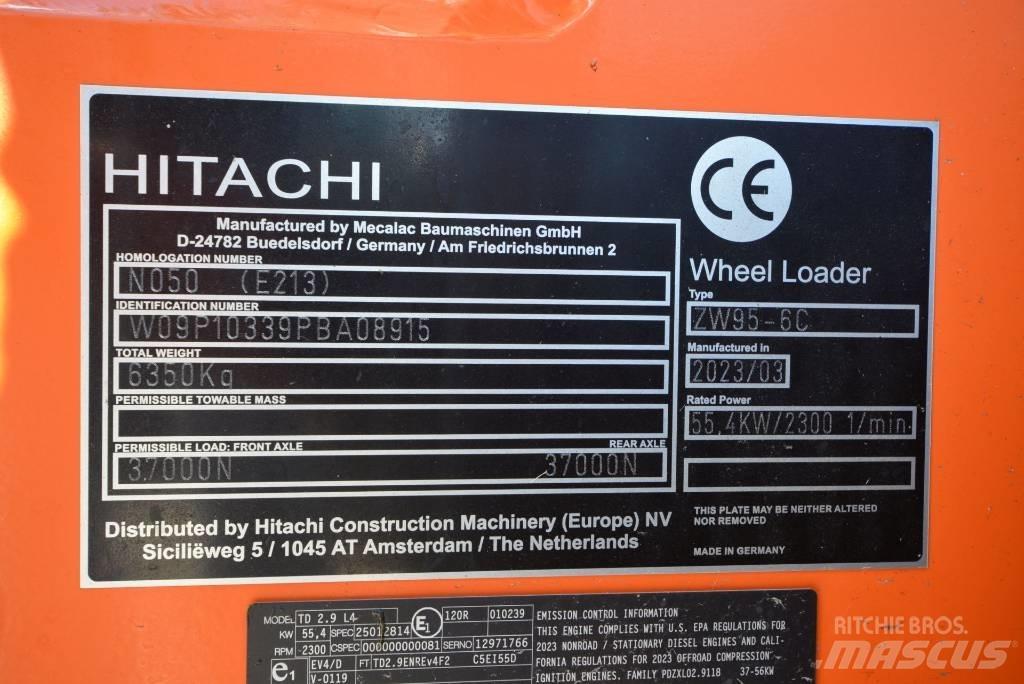 HITACHI
CE
Manufactured by Mecalac Baumaschinen GmbH
D-24782 Buedelsdorf / Germany / Am Friedrichsbrunnen 2
HOMOLOGATION NUMBER
N050 (E213)
IDENTIFICATION NUMBER
W09P10339PBA08915
TOTAL WEIGHT
6350Kg
PERMISSIBLE TOWABLE MASS
PERMISSIBLE LOAD: FRONT AXLE REAR AXLE
37000N 37000N
Wheel Loader
Type
ZW95-6C
Manufactured in
2023/03
Rated Power
55,4KW/2300 1/min.
THIS PLATE MAY BE NEITHER ALTERED
NOR REMOVED
MADE IN GERMANY
Distributed by Hitachi Construction Machinery (Europe) NV
Siciliëweg 5 / 1045 AT Amsterdam / The Netherlands
MODEL TD 2.9 L4
KW 55,4 SPEC 25012814
RPM 2300 CSPEC 000000000081
E1 120R 010239
SERNO 12971766
e1 EV4/D FT TD2.9ENREv4F2 C5EI55D
V-0119
EMISSION CONTROL INFORMATION
THIS ENGINE COMPLIES WITH U.S. EPA REGULATIONS FOR
2023 NONROAD / STATIONARY DIESEL ENGINES AND CALI-
FORNIA REGULATIONS FOR 2023 OFFROAD COMPRESSION
IGNITION ENGINES. FAMILY PDZXL02.9118 37-56KW
RITCHIE BROS.
MASCUS